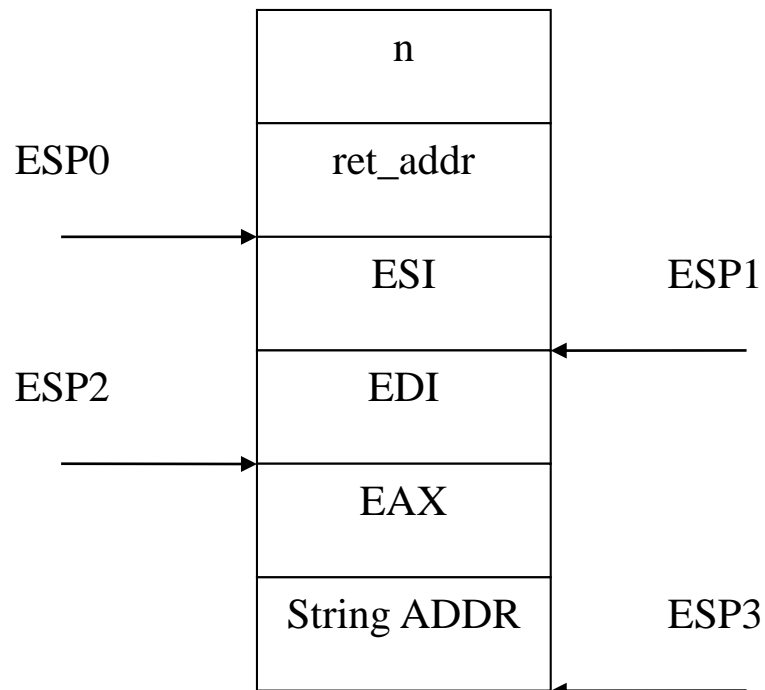 n
ESP0
ret_addr
ESI
ESP1
ESP2
EDI
EAX
String ADDR
ESP3